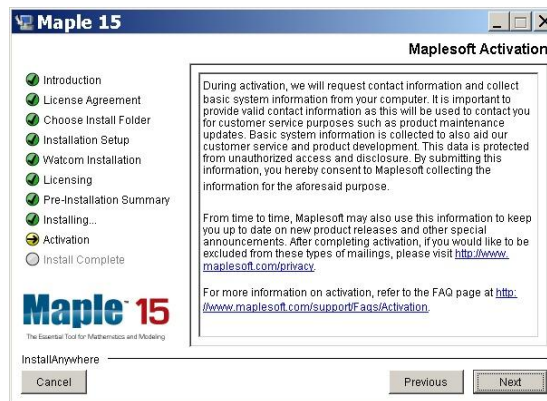 Maple 15
Maplesoft Activation
Introduction
License Agreement
Choose Install Folder
Installation Setup
Watcom Installation
Licensing
Pre-Installation Summary
Installing...
Activation
Install Complete
During activation, we will request contact information and collect
basic system information from your computer. It is important to
provide valid contact information as this will be used to contact you
for customer service purposes such as product maintenance
updates. Basic system information is collected to also aid our
customer service and product development. This data is protected
from unauthorized access and disclosure. By submitting this
information, you hereby consent to Maplesoft collecting the
information for the aforesaid purpose.
From time to time, Maplesoft may also use this information to keep
you up to date on new product releases and other special
announcements. After completing activation, if you would like to be
excluded from these types of mailings, please visit http://www.
maplesoft.com/privacy.
For more information on activation, refer to the FAQ page at http:
//www.maplesoft.com/support/Faqs/Activation.
Maple™ 15
The Essential Tool for Mathematics and Modeling
InstallAnywhere
Cancel
Previous
Next